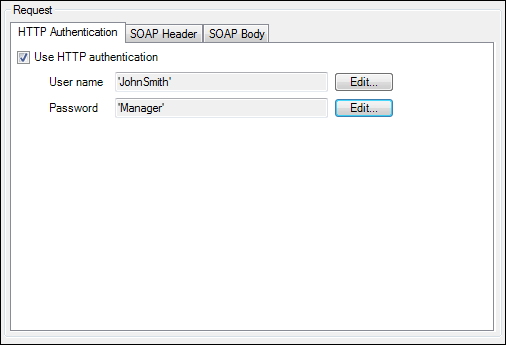 Request
HTTP Authentication SOAP Header SOAP Body
Use HTTP authentication
User name 'JohnSmith' Edit...
Password 'Manager' Edit...